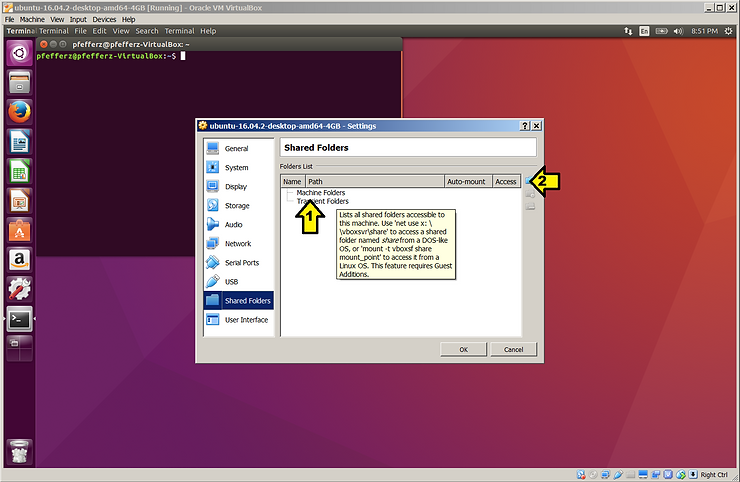 ubuntu-16.04.2-desktop-amd64-4GB [Running] - Oracle VM VirtualBox
File Machine View Input Devices Help
Terminal Terminal File Edit View Search Terminal Help
En
8:51 PM
pfefferz@pfefferz-VirtualBox: ~
pfefferz@pfefferz-VirtualBox:~$
ubuntu-16.04.2-desktop-amd64-4GB - Settings
General
System
Display
Storage
Audio
Network
Serial Ports
USB
Shared Folders
User Interface
Shared Folders
Folders List
Name Path Auto-mount Access
Machine Folders
Transient Folders
1
2
Lists all shared folders accessible to
this machine. Use 'net use x: \
\vboxsvr\share' to access a shared
folder named share from a DOS-like
OS, or 'mount -t vboxsf share
mount_point' to access it from a
Linux OS. This feature requires Guest
Additions.
OK Cancel
Right Ctrl